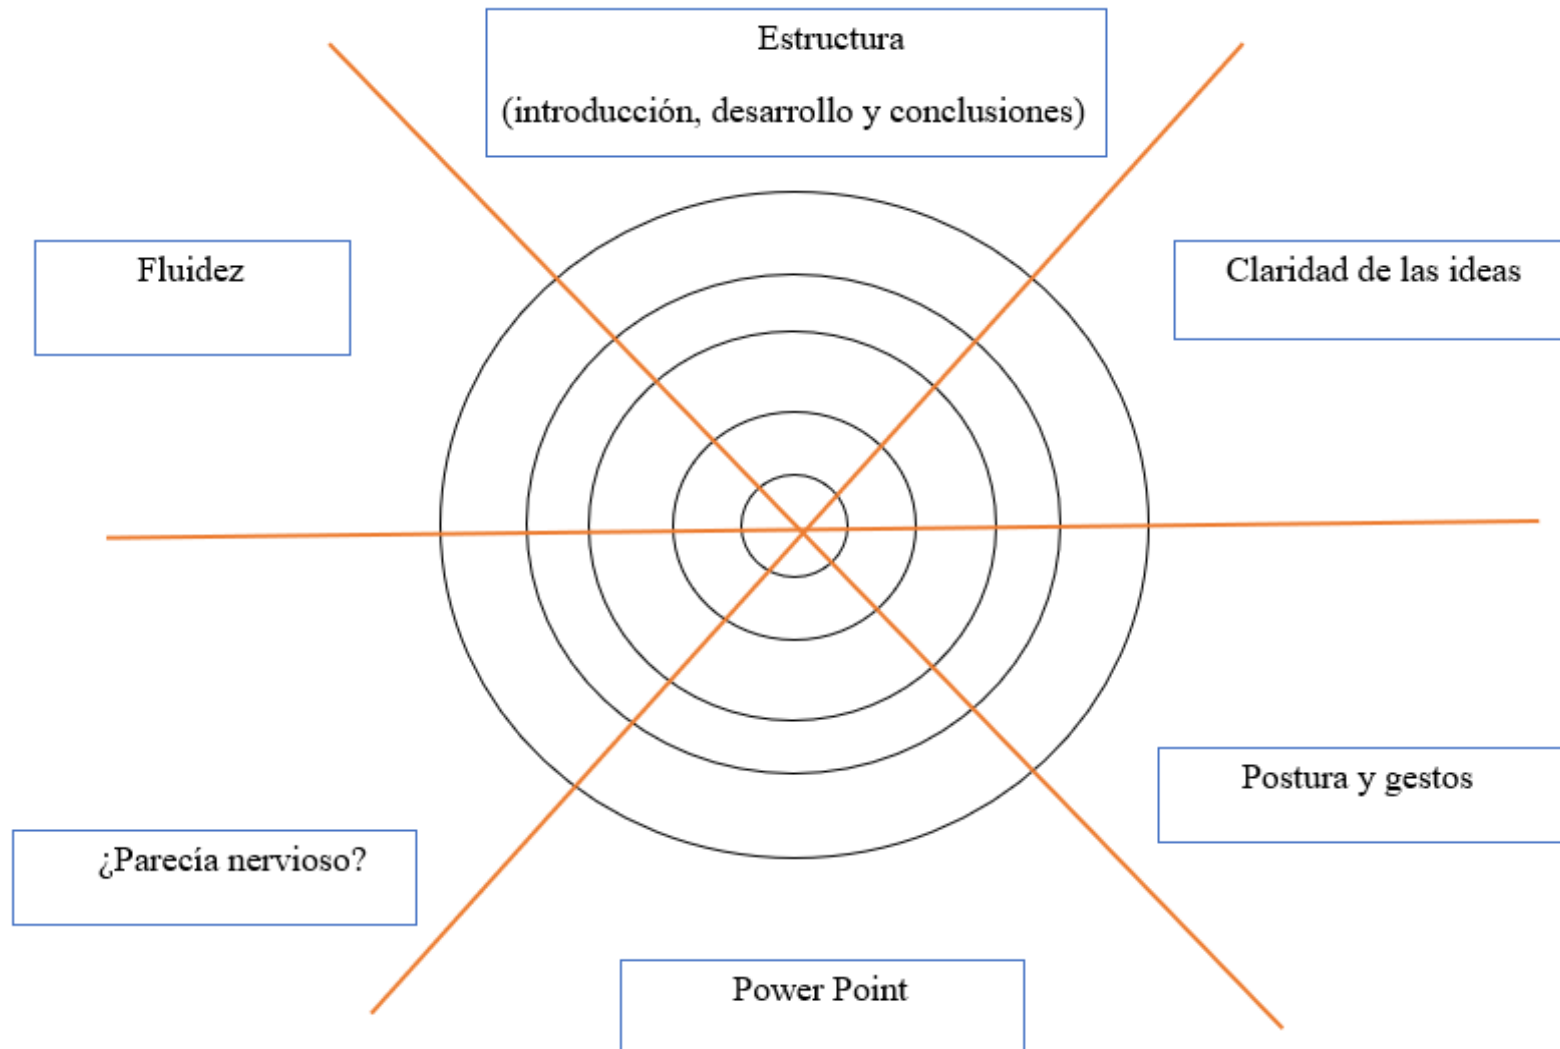 Estructura
(introducción, desarrollo y conclusiones)
Fluidez
Claridad de las ideas
Postura y gestos
¿Parecía nervioso?
Power Point